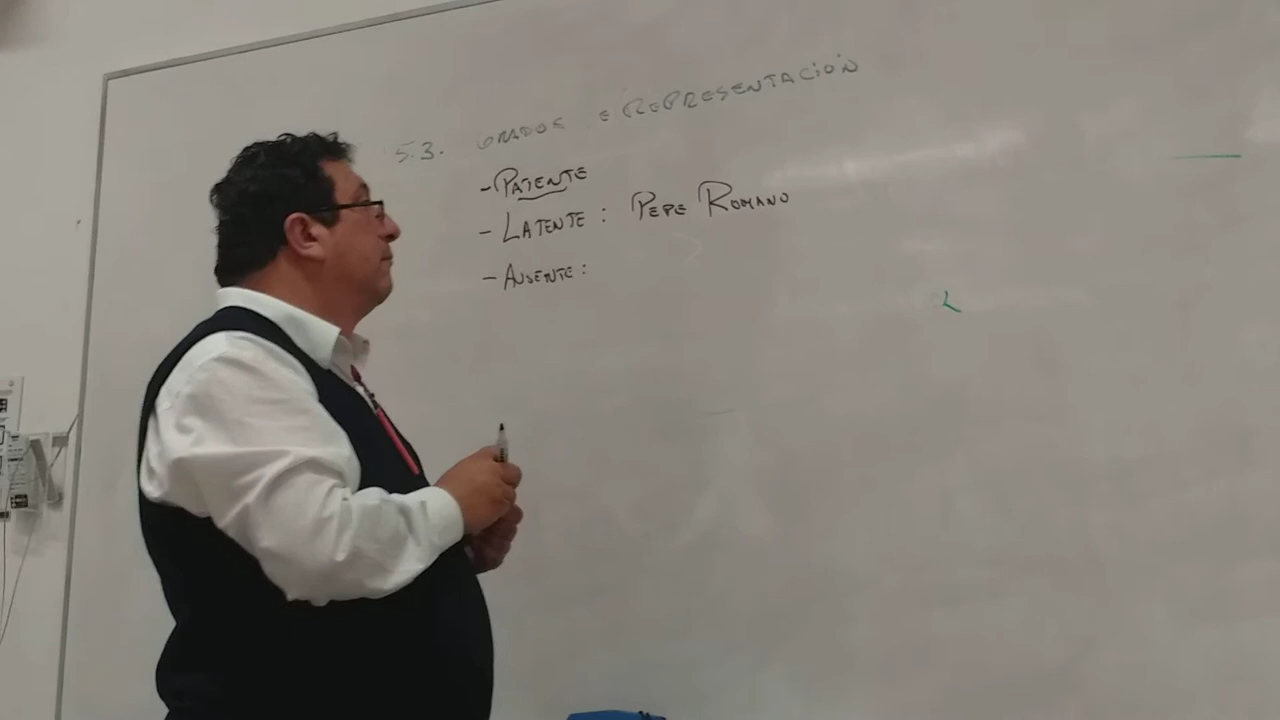 5.3. GRADOS E REPRESENTACIÓN
- PATENTE
- LATENTE : PEPE ROMANO
- AUSENTE :